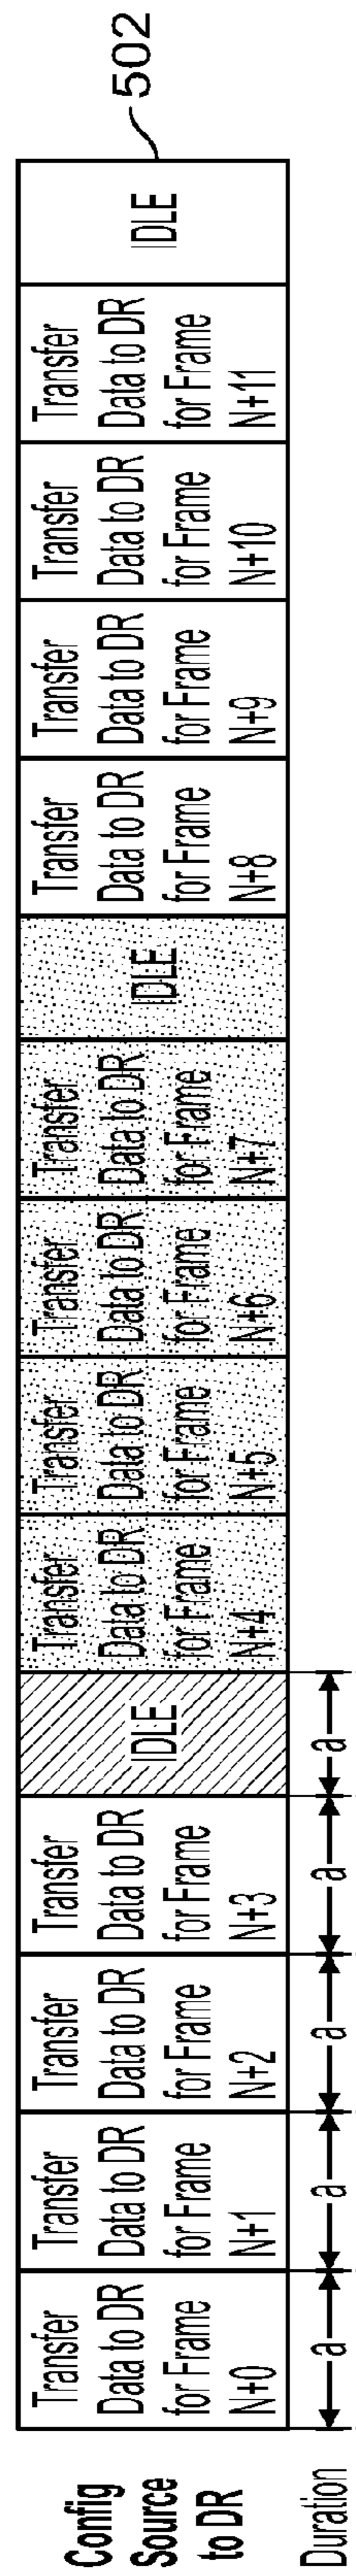 Config
Source
to DR
Transfer
Data to DR
for Frame
N+0
Transfer
Data to DR
for Frame
N+1
Transfer
Data to DR
for Frame
N+2
Transfer
Data to DR
for Frame
N+3
IDLE
Transfer
Data to DR
for Frame
N+4
Transfer
Data to DR
for Frame
N+5
Transfer
Data to DR
for Frame
N+6
Transfer
Data to DR
for Frame
N+7
IDLE
Transfer
Data to DR
for Frame
N+8
Transfer
Data to DR
for Frame
N+9
Transfer
Data to DR
for Frame
N+10
Transfer
Data to DR
for Frame
N+11
IDLE
502
Duration
a
a
a
a
a